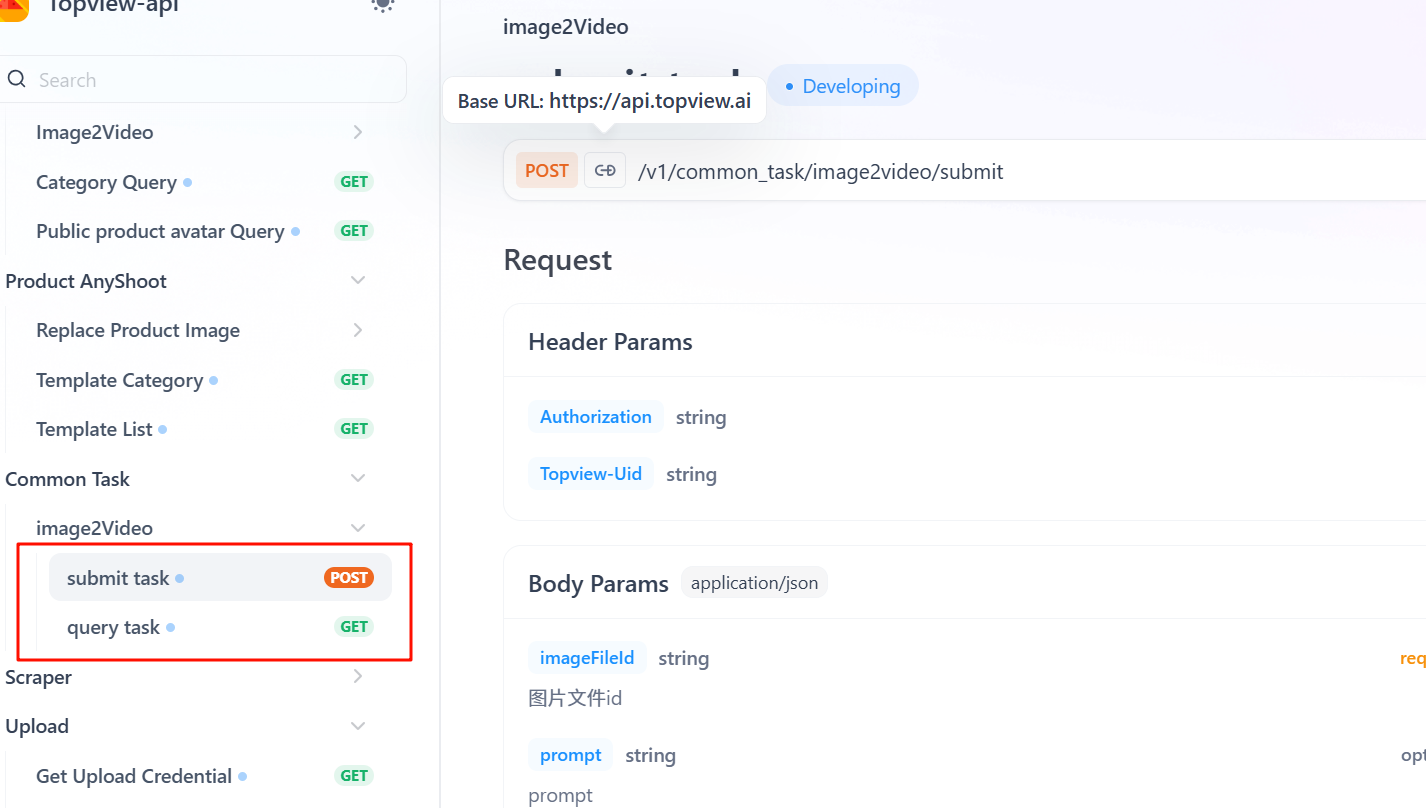 Topview-api
Search
Image2Video
Category Query GET
Public product avatar Query GET
Product AnyShoot
Replace Product Image
Template Category GET
Template List GET
Common Task
image2Video
submit task POST
query task GET
Scraper
Upload
Get Upload Credential GET
image2Video
Developing
Base URL: https://api.topview.ai
POST /v1/common_task/image2video/submit
Request
Header Params
Authorization string
Topview-Uid string
Body Params application/json
imageFileId string req
图片文件id
prompt string opt
prompt